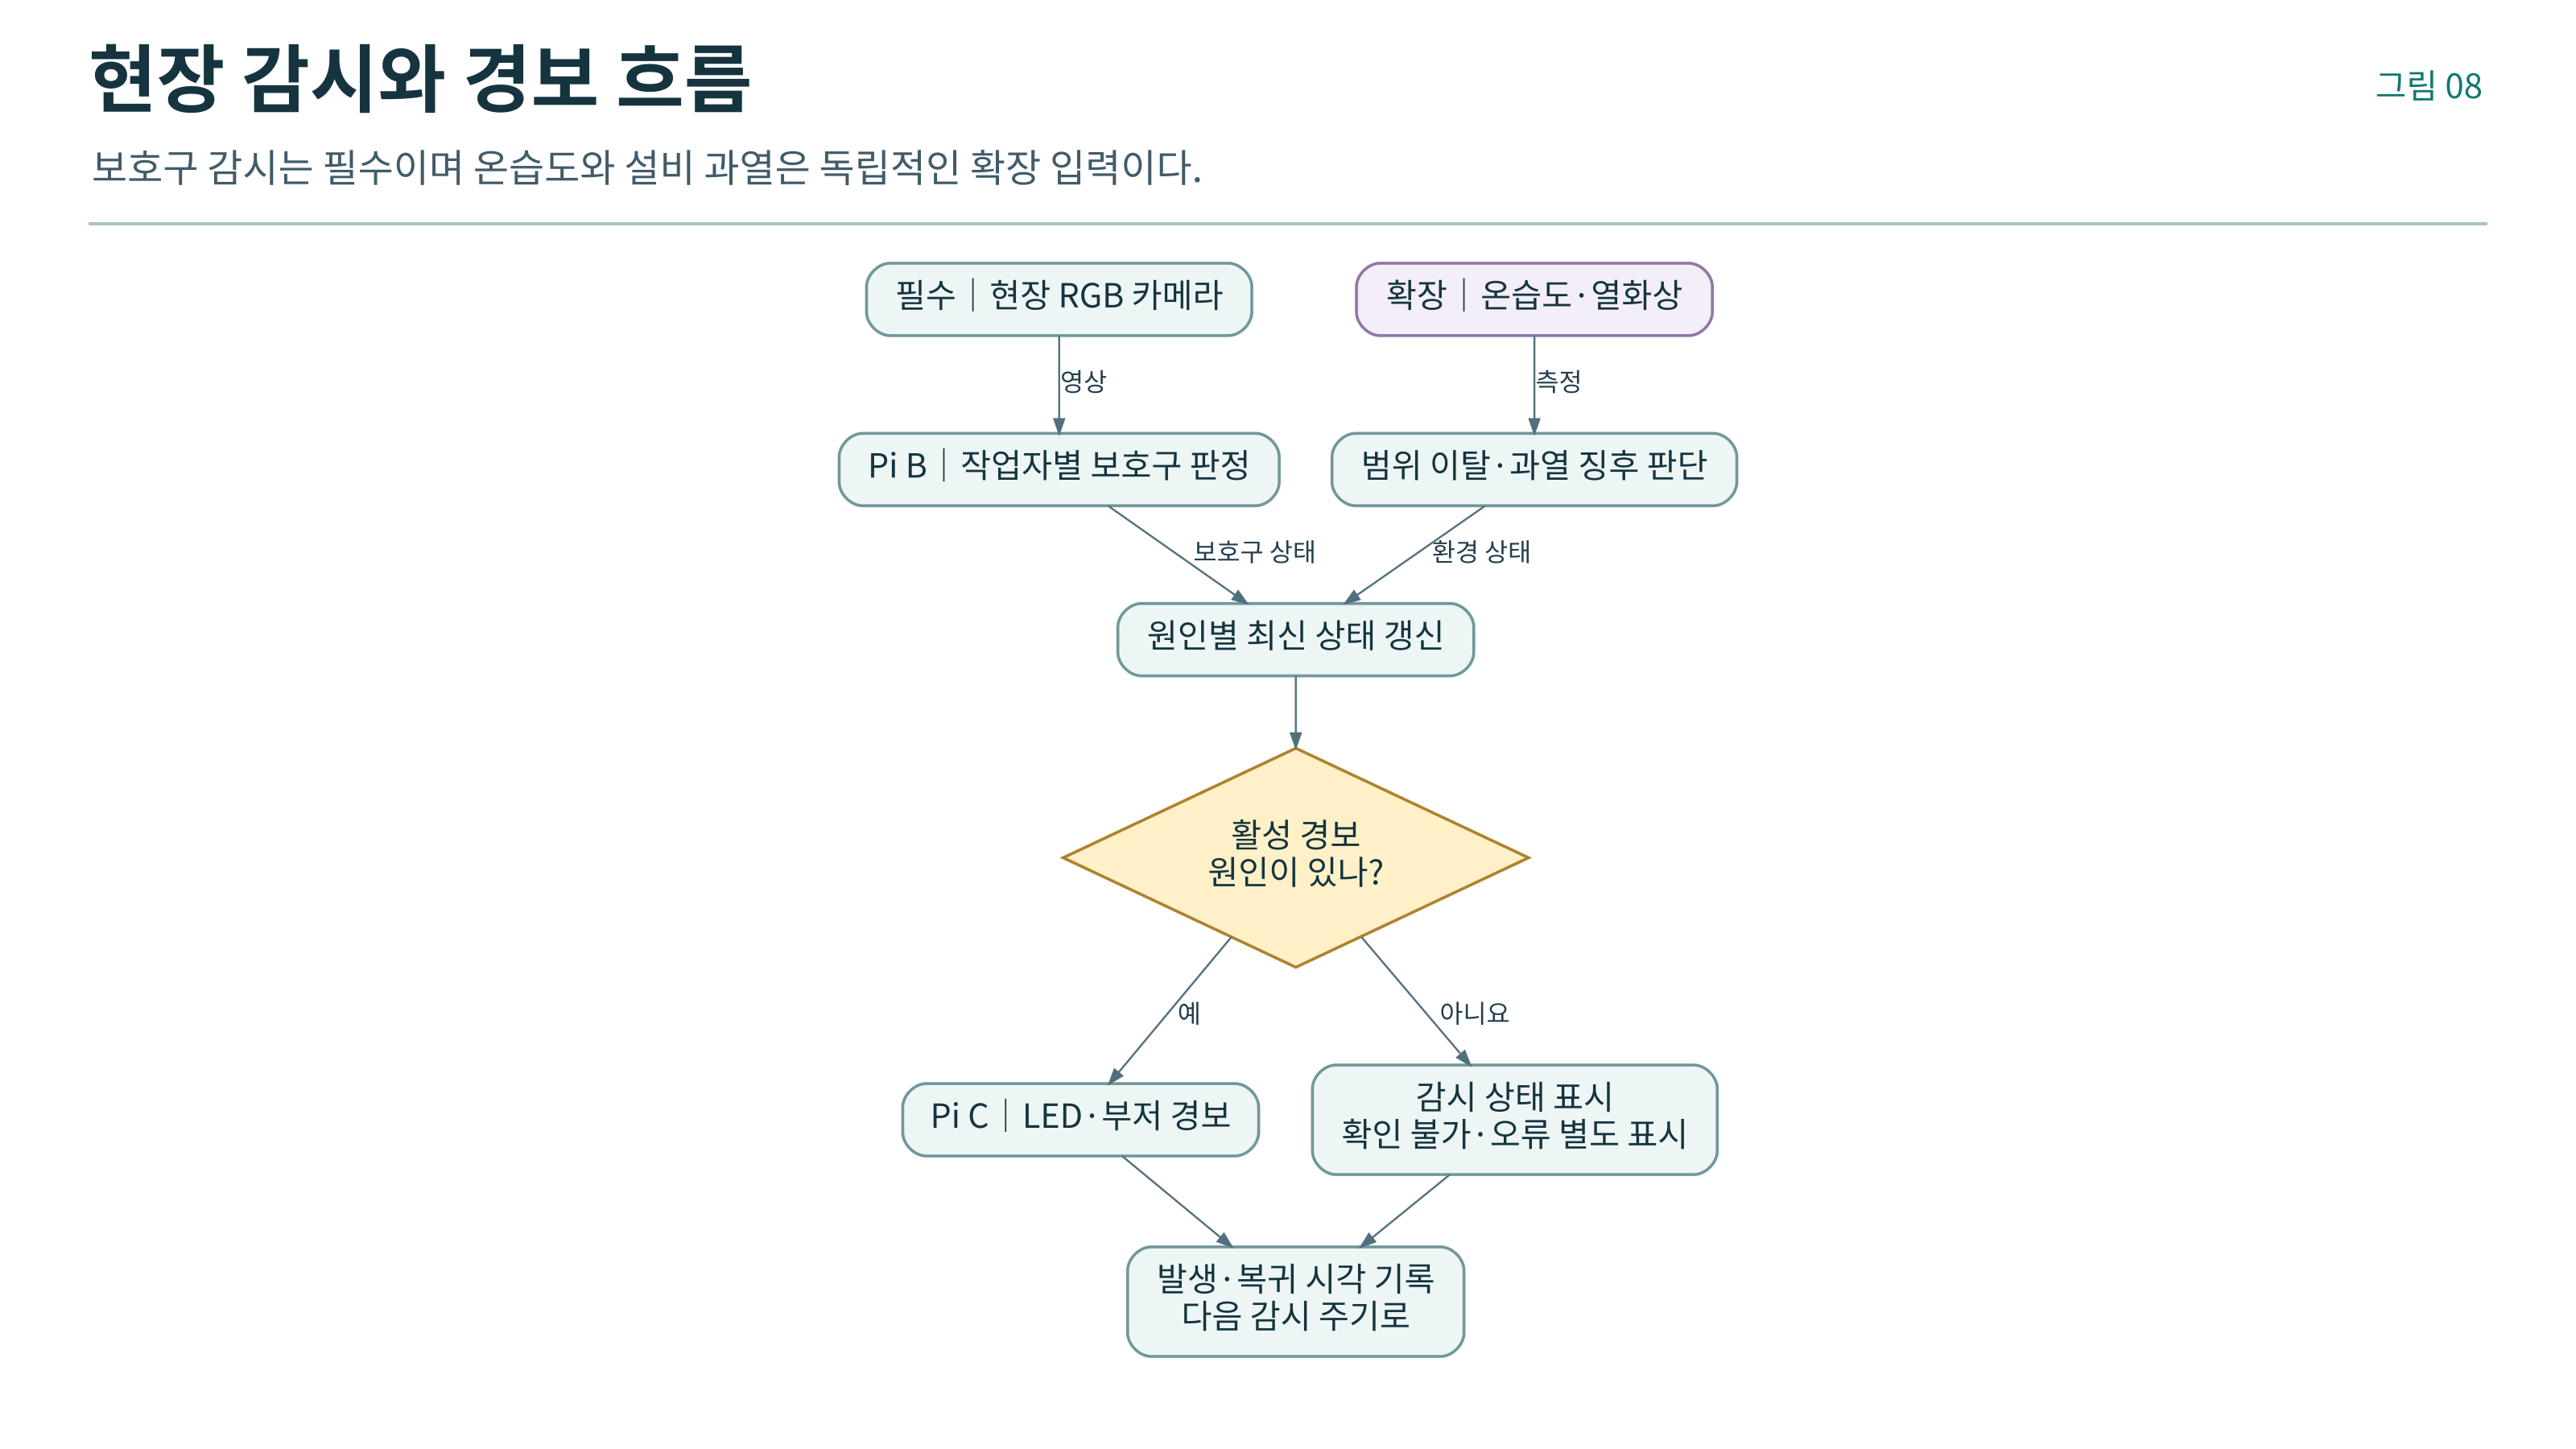 현장 감시와 경보 흐름
그림 08
보호구 감시는 필수이며 온습도와 설비 과열은 독립적인 확장 입력이다.
필수│현장 RGB 카메라
확장│온습도·열화상
영상
측정
Pi B│작업자별 보호구 판정
범위 이탈·과열 징후 판단
보호구 상태
환경 상태
원인별 최신 상태 갱신
활성 경보
원인이 있나?
예
아니요
Pi C│LED·부저 경보
감시 상태 표시
확인 불가·오류 별도 표시
발생·복귀 시각 기록
다음 감시 주기로